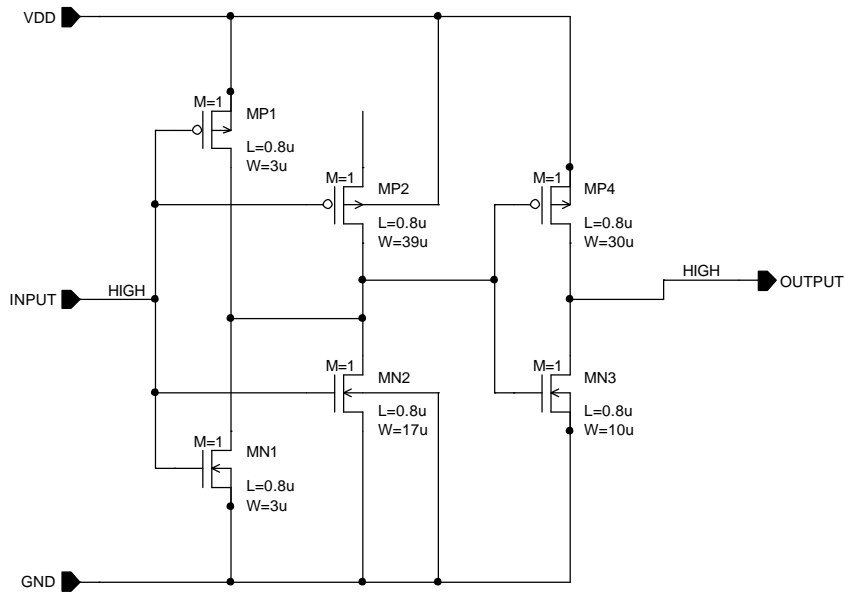 VDD
M=1
MP1
L=0.8u
W=3u
M=1
MP2
L=0.8u
W=39u
M=1
MP4
L=0.8u
W=30u
INPUT
HIGH
HIGH
OUTPUT
M=1
MN2
L=0.8u
W=17u
M=1
MN3
L=0.8u
W=10u
M=1
MN1
L=0.8u
W=3u
GND